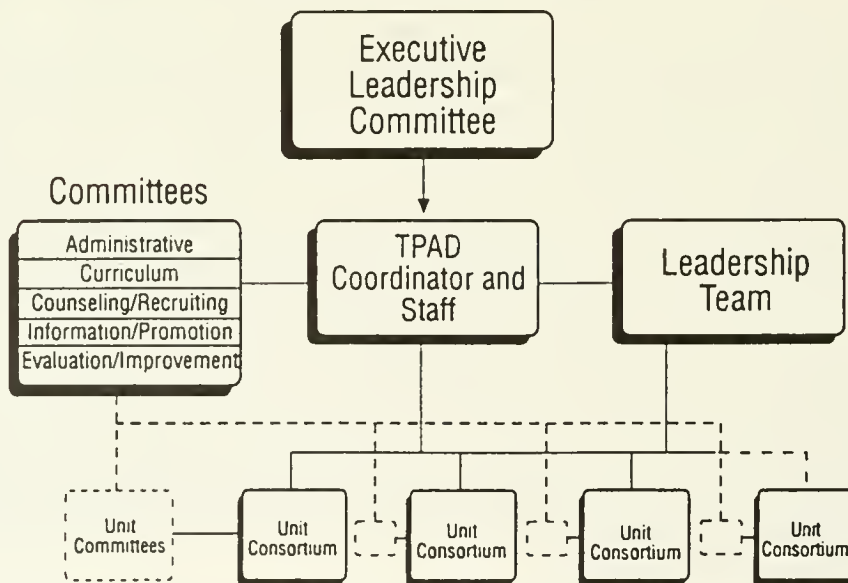 Executive
Leadership
Committee
Committees
Administrative
Curriculum
Counseling/Recruiting
Information/Promotion
Evaluation/Improvement
TPAD
Coordinator and
Staff
Leadership
Team
Unit
Committees
Unit
Consortium
Unit
Consortium
Unit
Consortium
Unit
Consortium